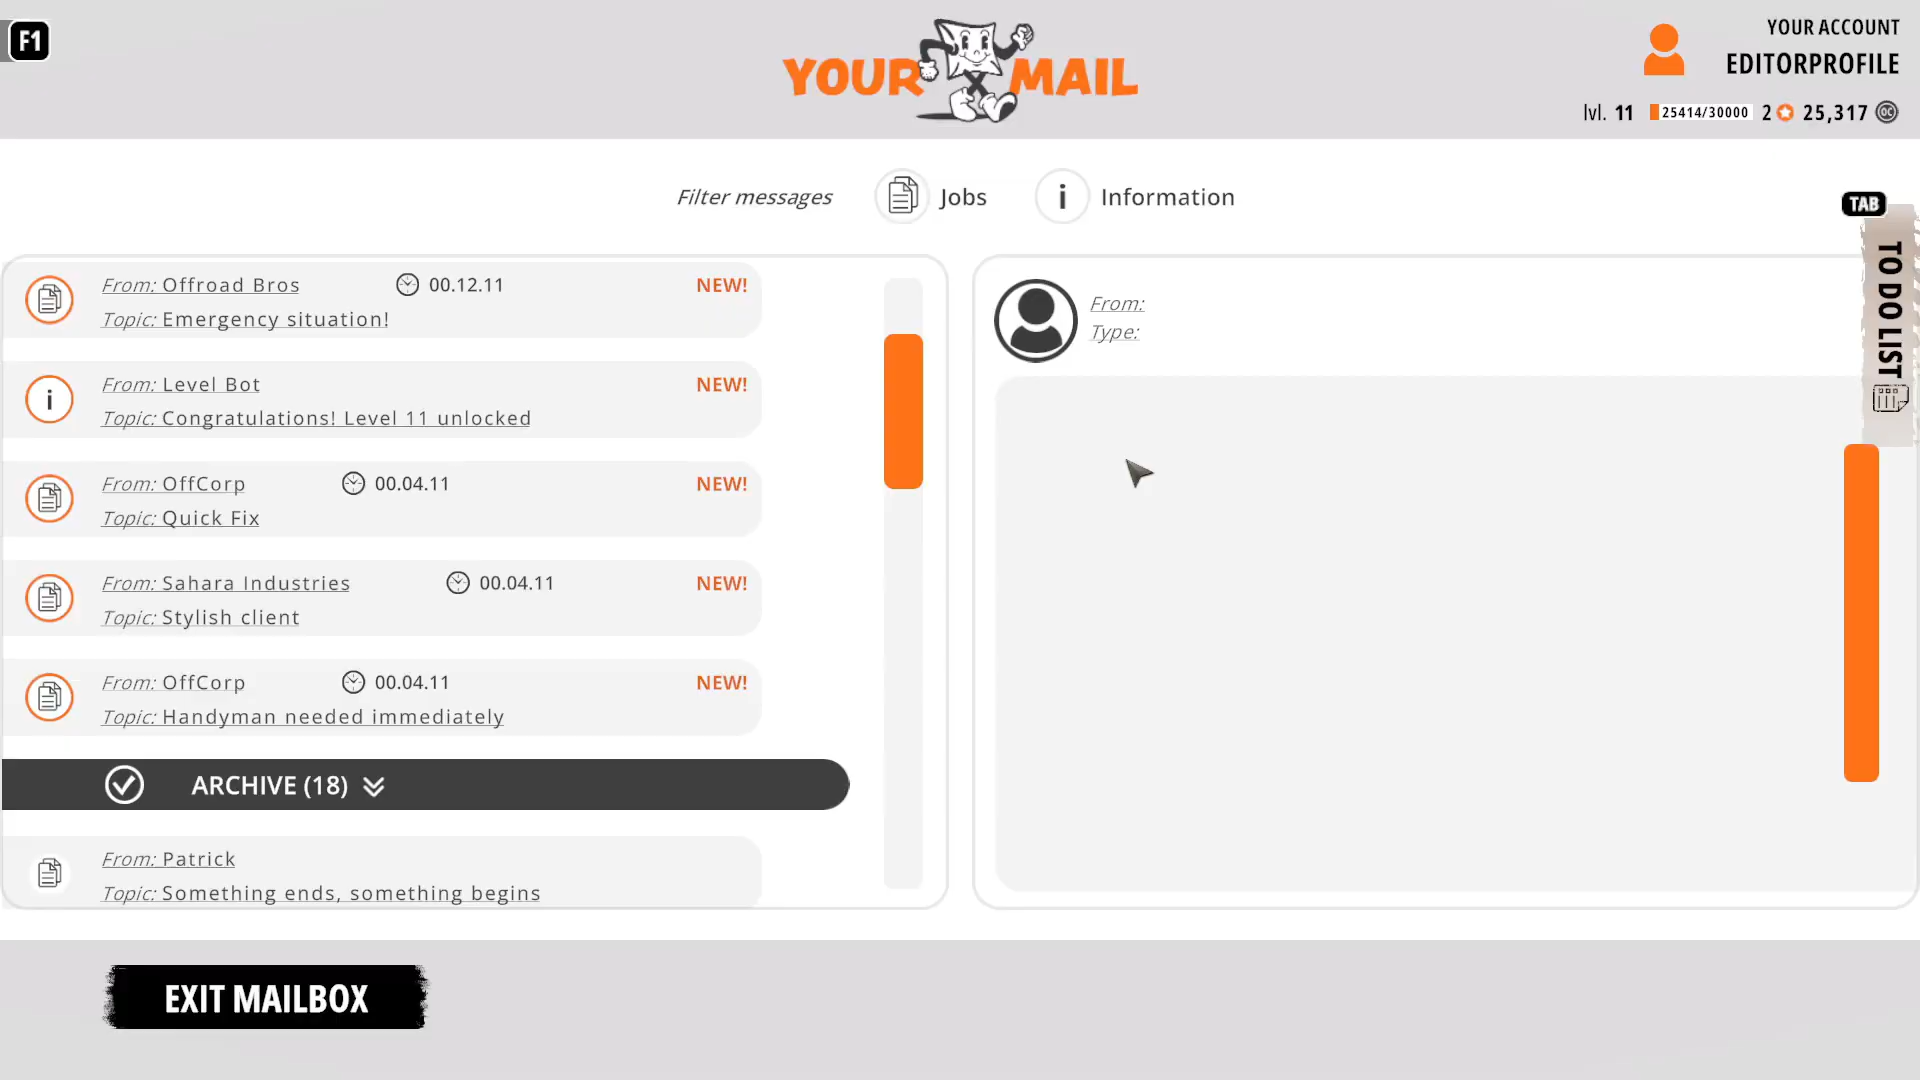 F1
YOUR MAIL
YOUR ACCOUNT
EDITORPROFILE
lvl. 11 25414/30000 2 25,317 OC
Filter messages Jobs i Information
TAB
TO DO LIST
From: Offroad Bros 00.12.11 NEW!
Topic: Emergency situation!
i From: Level Bot NEW!
Topic: Congratulations! Level 11 unlocked
From: OffCorp 00.04.11 NEW!
Topic: Quick Fix
From: Sahara Industries 00.04.11 NEW!
Topic: Stylish client
From: OffCorp 00.04.11 NEW!
Topic: Handyman needed immediately
ARCHIVE (18)
From: Patrick
Topic: Something ends, something begins
From:
Type:
EXIT MAILBOX